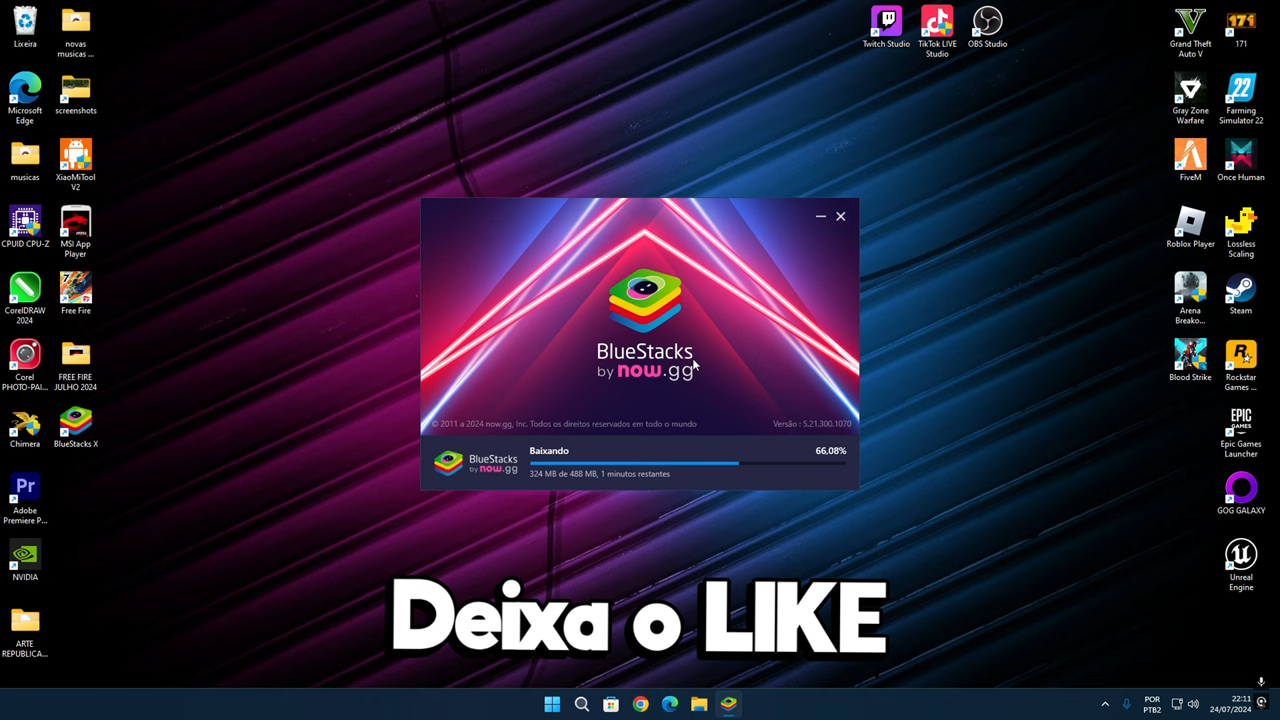 Lixeira
novas
musicas ...
Twitch Studio
TikTok LIVE
Studio
OBS Studio
Grand Theft
Auto V
171
171
Microsoft
Edge
screenshots
Gray Zone
Warfare
22
Farming
Simulator 22
musicas
XiaoMiTool
V2
FiveM
Once Human
CPUID CPU-Z
MSI App
Player
Roblox Player
Lossless
Scaling
CorelDRAW
2024
Free Fire
Arena
Breako...
Steam
Corel
PHOTO-PAI...
FREE FIRE
JULHO 2024
Blood Strike
Rockstar
Games ...
Chimera
BlueStacks X
EPIC
GAMES
Epic Games
Launcher
Pr
Adobe
Premiere P...
GOG GALAXY
NVIDIA
Unreal
Engine
ARTE
REPUBLICA...
BlueStacks
by now.gg
© 2011 a 2024 now.gg, Inc. Todos os direitos reservados em todo o mundo
Versão : 5.21.300.1070
BlueStacks
by now.gg
Baixando
66,08%
324 MB de 488 MB, 1 minutos restantes
Deixa o LIKE
POR
PTB2
22:11
24/07/2024